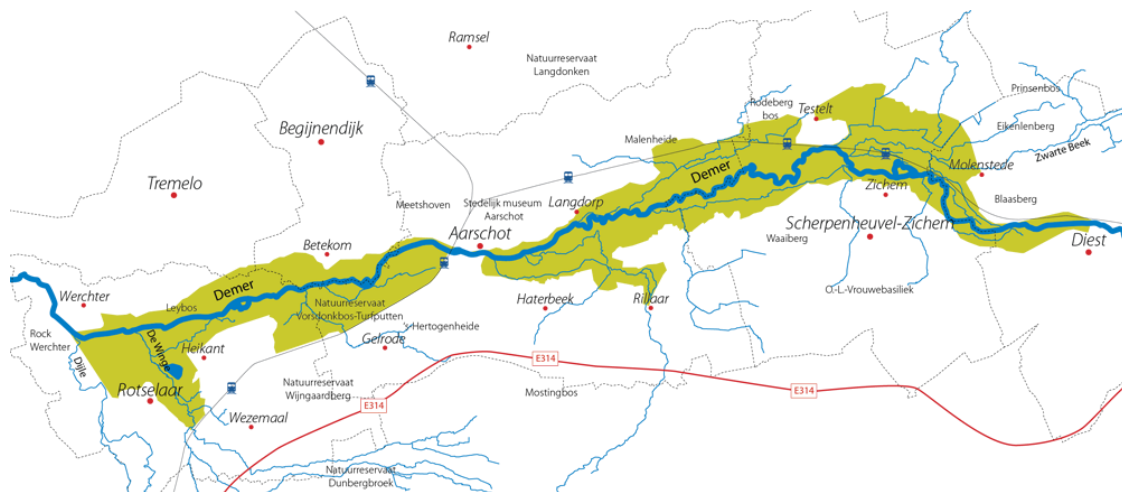 Ramsel
Natuurreservaat
Langdonken
Prinsenbos
Rodeberg
bos
Testelt
Begijnendijk
Eikenlenberg
Malenheide
Zwarte Beek
Molenstede
Demer
Tremelo
Zichem
Meetshoven
Stedelijk museum
Aarschot
Langdorp
Blaasberg
Scherpenheuvel-Zichem
Aarschot
Waaiberg
Diest
Betekom
Demer
O.-L.-Vrouwebasiliek
Werchter
Leybos
Natuurreservaat
Vorsdonkbos-Turfputten
Haterbeek
Rillaar
Rock
Werchter
De Winge
's-Hertogenheide
Gelrode
Heikant
Dijle
E314
Natuurreservaat
Wijngaardberg
Rotselaar
Mostingbos
E314
E314
Wezemaal
Natuurreservaat
Dunbergbroek